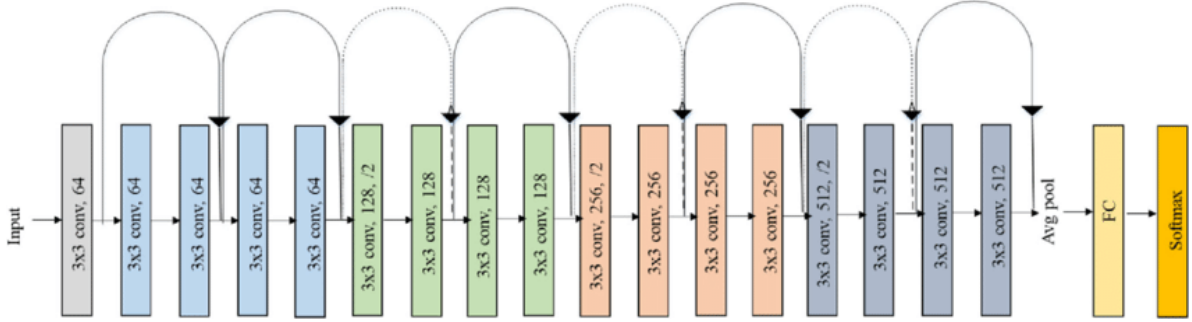 Input
3x3 conv, 64
3x3 conv, 64
3x3 conv, 64
3x3 conv, 64
3x3 conv, 64
3x3 conv, 128, /2
3x3 conv, 128
3x3 conv, 128
3x3 conv, 128
3x3 conv, 256, /2
3x3 conv, 256
3x3 conv, 256
3x3 conv, 256
3x3 conv, 512, /2
3x3 conv, 512
3x3 conv, 512
3x3 conv, 512
Avg pool
FC
Softmax